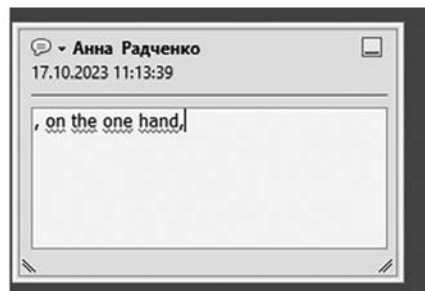 Анна Радченко
17.10.2023 11:13:39
, on the one hand,